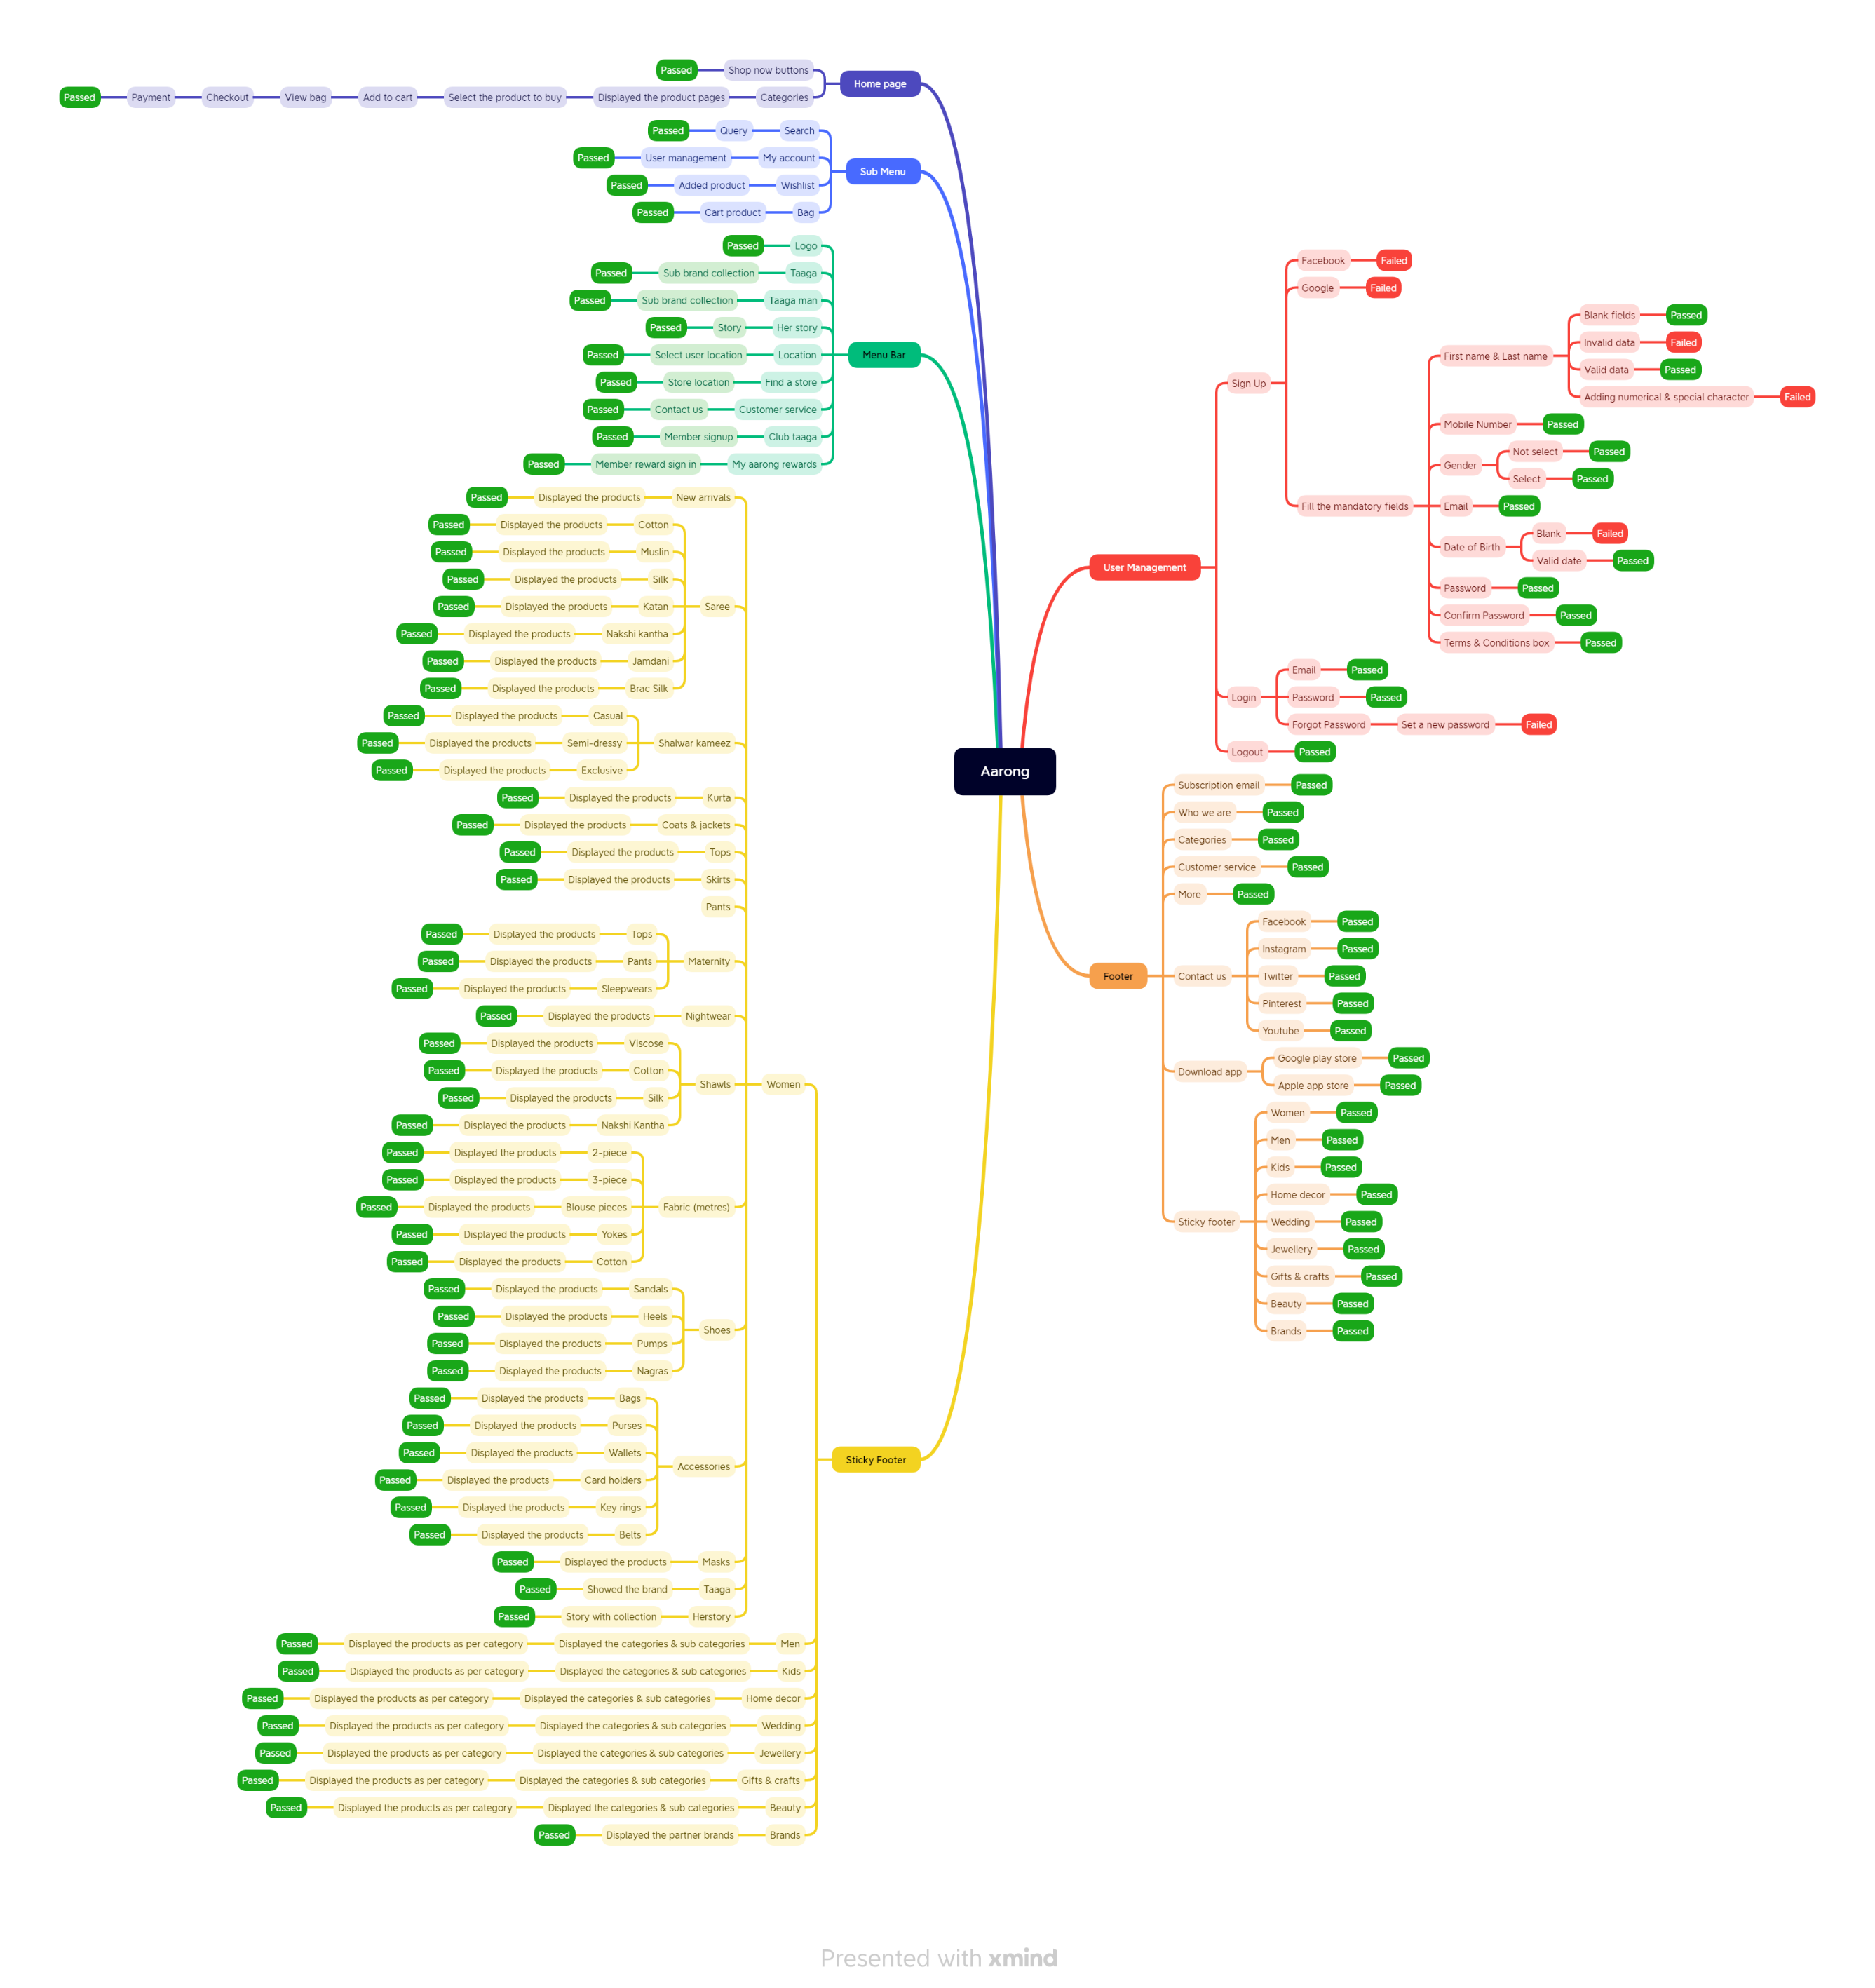 Aarong
Home page
Shop now buttons
Passed
Categories
Displayed the product pages
Select the product to buy
Add to cart
View bag
Checkout
Payment
Passed
Sub Menu
Search
Query
Passed
My account
User management
Passed
Wishlist
Added product
Passed
Bag
Cart product
Passed
Menu Bar
Logo
Passed
Taaga
Sub brand collection
Passed
Taaga man
Sub brand collection
Passed
Her story
Story
Passed
Location
Select user location
Passed
Find a store
Store location
Passed
Customer service
Contact us
Passed
Club taaga
Member signup
Passed
My aarong rewards
Member reward sign in
Passed
Sticky Footer
Women
New arrivals
Displayed the products
Passed
Saree
Cotton
Displayed the products
Passed
Muslin
Displayed the products
Passed
Silk
Displayed the products
Passed
Katan
Displayed the products
Passed
Nakshi kantha
Displayed the products
Passed
Jamdani
Displayed the products
Passed
Brac Silk
Displayed the products
Passed
Shalwar kameez
Casual
Displayed the products
Passed
Semi-dressy
Displayed the products
Passed
Exclusive
Displayed the products
Passed
Kurta
Displayed the products
Passed
Coats & jackets
Displayed the products
Passed
Tops
Displayed the products
Passed
Skirts
Displayed the products
Passed
Pants
Maternity
Tops
Displayed the products
Passed
Pants
Displayed the products
Passed
Sleepwears
Displayed the products
Passed
Nightwear
Displayed the products
Passed
Shawls
Viscose
Displayed the products
Passed
Cotton
Displayed the products
Passed
Silk
Displayed the products
Passed
Nakshi Kantha
Displayed the products
Passed
Fabric (metres)
2-piece
Displayed the products
Passed
3-piece
Displayed the products
Passed
Blouse pieces
Displayed the products
Passed
Yokes
Displayed the products
Passed
Cotton
Displayed the products
Passed
Shoes
Sandals
Displayed the products
Passed
Heels
Displayed the products
Passed
Pumps
Displayed the products
Passed
Nagras
Displayed the products
Passed
Accessories
Bags
Displayed the products
Passed
Purses
Displayed the products
Passed
Wallets
Displayed the products
Passed
Card holders
Displayed the products
Passed
Key rings
Displayed the products
Passed
Belts
Displayed the products
Passed
Masks
Displayed the products
Passed
Taaga
Showed the brand
Passed
Herstory
Story with collection
Passed
Men
Displayed the categories & sub categories
Displayed the products as per category
Passed
Kids
Displayed the categories & sub categories
Displayed the products as per category
Passed
Home decor
Displayed the categories & sub categories
Displayed the products as per category
Passed
Wedding
Displayed the categories & sub categories
Displayed the products as per category
Passed
Jewellery
Displayed the categories & sub categories
Displayed the products as per category
Passed
Gifts & crafts
Displayed the categories & sub categories
Displayed the products as per category
Passed
Beauty
Displayed the categories & sub categories
Displayed the products as per category
Passed
Brands
Displayed the partner brands
Passed
User Management
Sign Up
Facebook
Failed
Google
Failed
Fill the mandatory fields
First name & Last name
Blank fields
Passed
Invalid data
Failed
Valid data
Passed
Adding numerical & special character
Failed
Mobile Number
Passed
Gender
Not select
Passed
Select
Passed
Email
Passed
Date of Birth
Blank
Failed
Valid date
Passed
Password
Passed
Confirm Password
Passed
Terms & Conditions box
Passed
Login
Email
Passed
Password
Passed
Forgot Password
Set a new password
Failed
Logout
Passed
Footer
Subscription email
Passed
Who we are
Passed
Categories
Passed
Customer service
Passed
More
Passed
Contact us
Facebook
Passed
Instagram
Passed
Twitter
Passed
Pinterest
Passed
Youtube
Passed
Download app
Google play store
Passed
Apple app store
Passed
Sticky footer
Women
Passed
Men
Passed
Kids
Passed
Home decor
Passed
Wedding
Passed
Jewellery
Passed
Gifts & crafts
Passed
Beauty
Passed
Brands
Passed
Presented with xmind